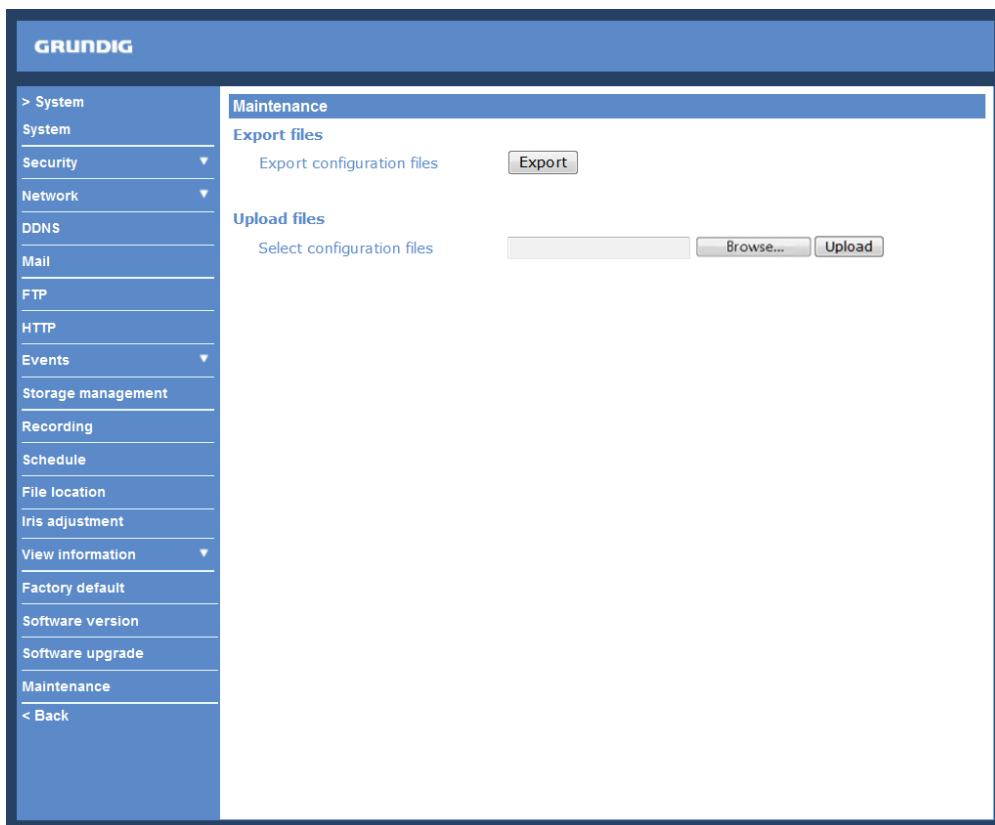 GRUNDIG
> System
System
Security
Network
DDNS
Mail
FTP
HTTP
Events
Storage management
Recording
Schedule
File location
Iris adjustment
View information
Factory default
Software version
Software upgrade
Maintenance
< Back
Maintenance
Export files
Export configuration files Export
Upload files
Select configuration files Browse... Upload